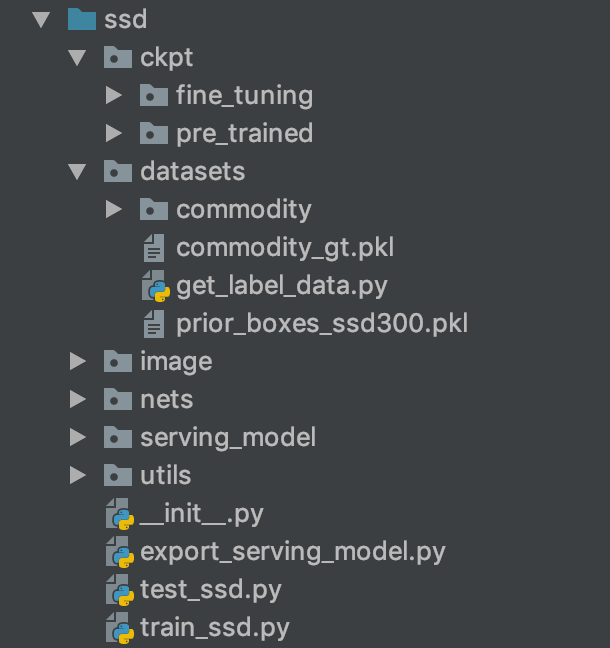 ssd
ckpt
fine_tuning
pre_trained
datasets
commodity
commodity_gt.pkl
get_label_data.py
prior_boxes_ssd300.pkl
image
nets
serving_model
utils
__init__.py
export_serving_model.py
test_ssd.py
train_ssd.py